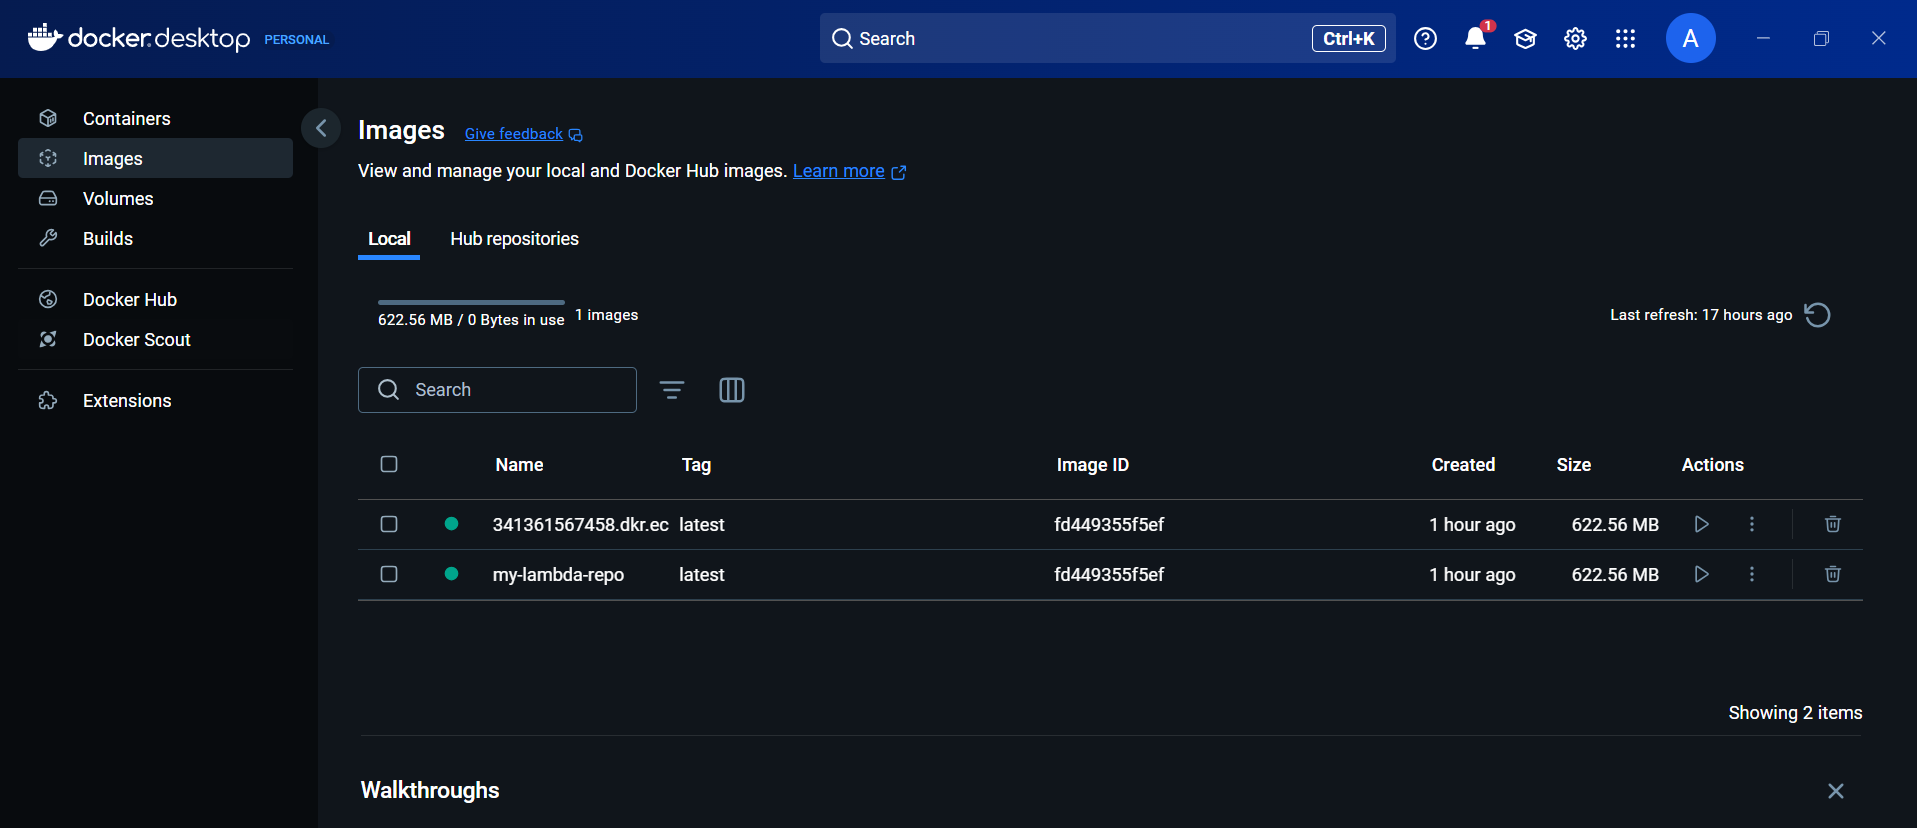 docker.desktop PERSONAL Search Ctrl+K 1 A
Containers
Images
Volumes
Builds
Docker Hub
Docker Scout
Extensions
Images Give feedback
View and manage your local and Docker Hub images. Learn more
Local Hub repositories
622.56 MB / 0 Bytes in use 1 images Last refresh: 17 hours ago
Search
Name Tag Image ID Created Size Actions
341361567458.dkr.ec latest fd449355f5ef 1 hour ago 622.56 MB
my-lambda-repo latest fd449355f5ef 1 hour ago 622.56 MB
Showing 2 items
Walkthroughs